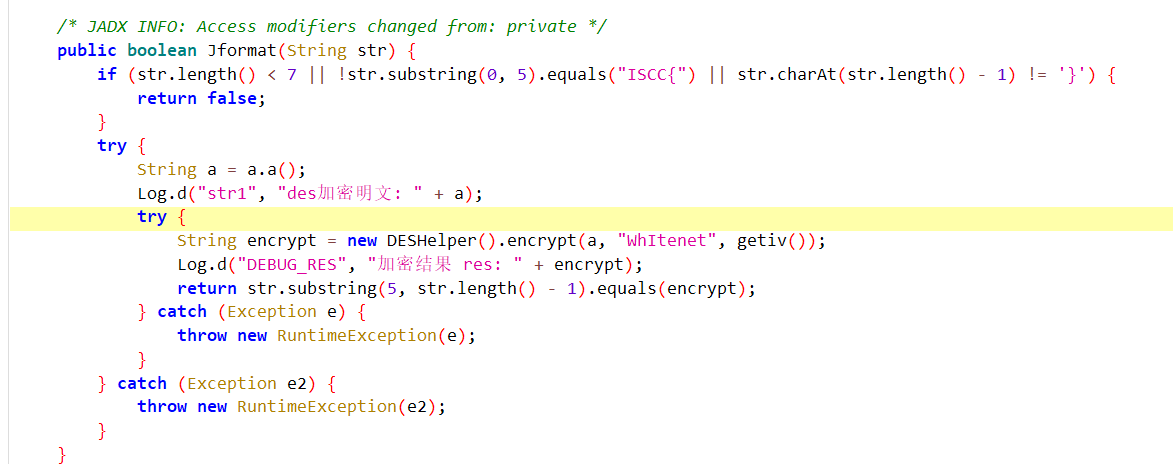 /* JADX INFO: Access modifiers changed from: private */
public boolean Jformat(String str) {
if (str.length() < 7 || !str.substring(0, 5).equals("ISCC{") || str.charAt(str.length() - 1) != '}') {
return false;
}
try {
String a = a.a();
Log.d("str1", "des加密明文: " + a);
try {
String encrypt = new DESHelper().encrypt(a, "WhItenet", getiv());
Log.d("DEBUG_RES", "加密结果 res: " + encrypt);
return str.substring(5, str.length() - 1).equals(encrypt);
} catch (Exception e) {
throw new RuntimeException(e);
}
} catch (Exception e2) {
throw new RuntimeException(e2);
}
}